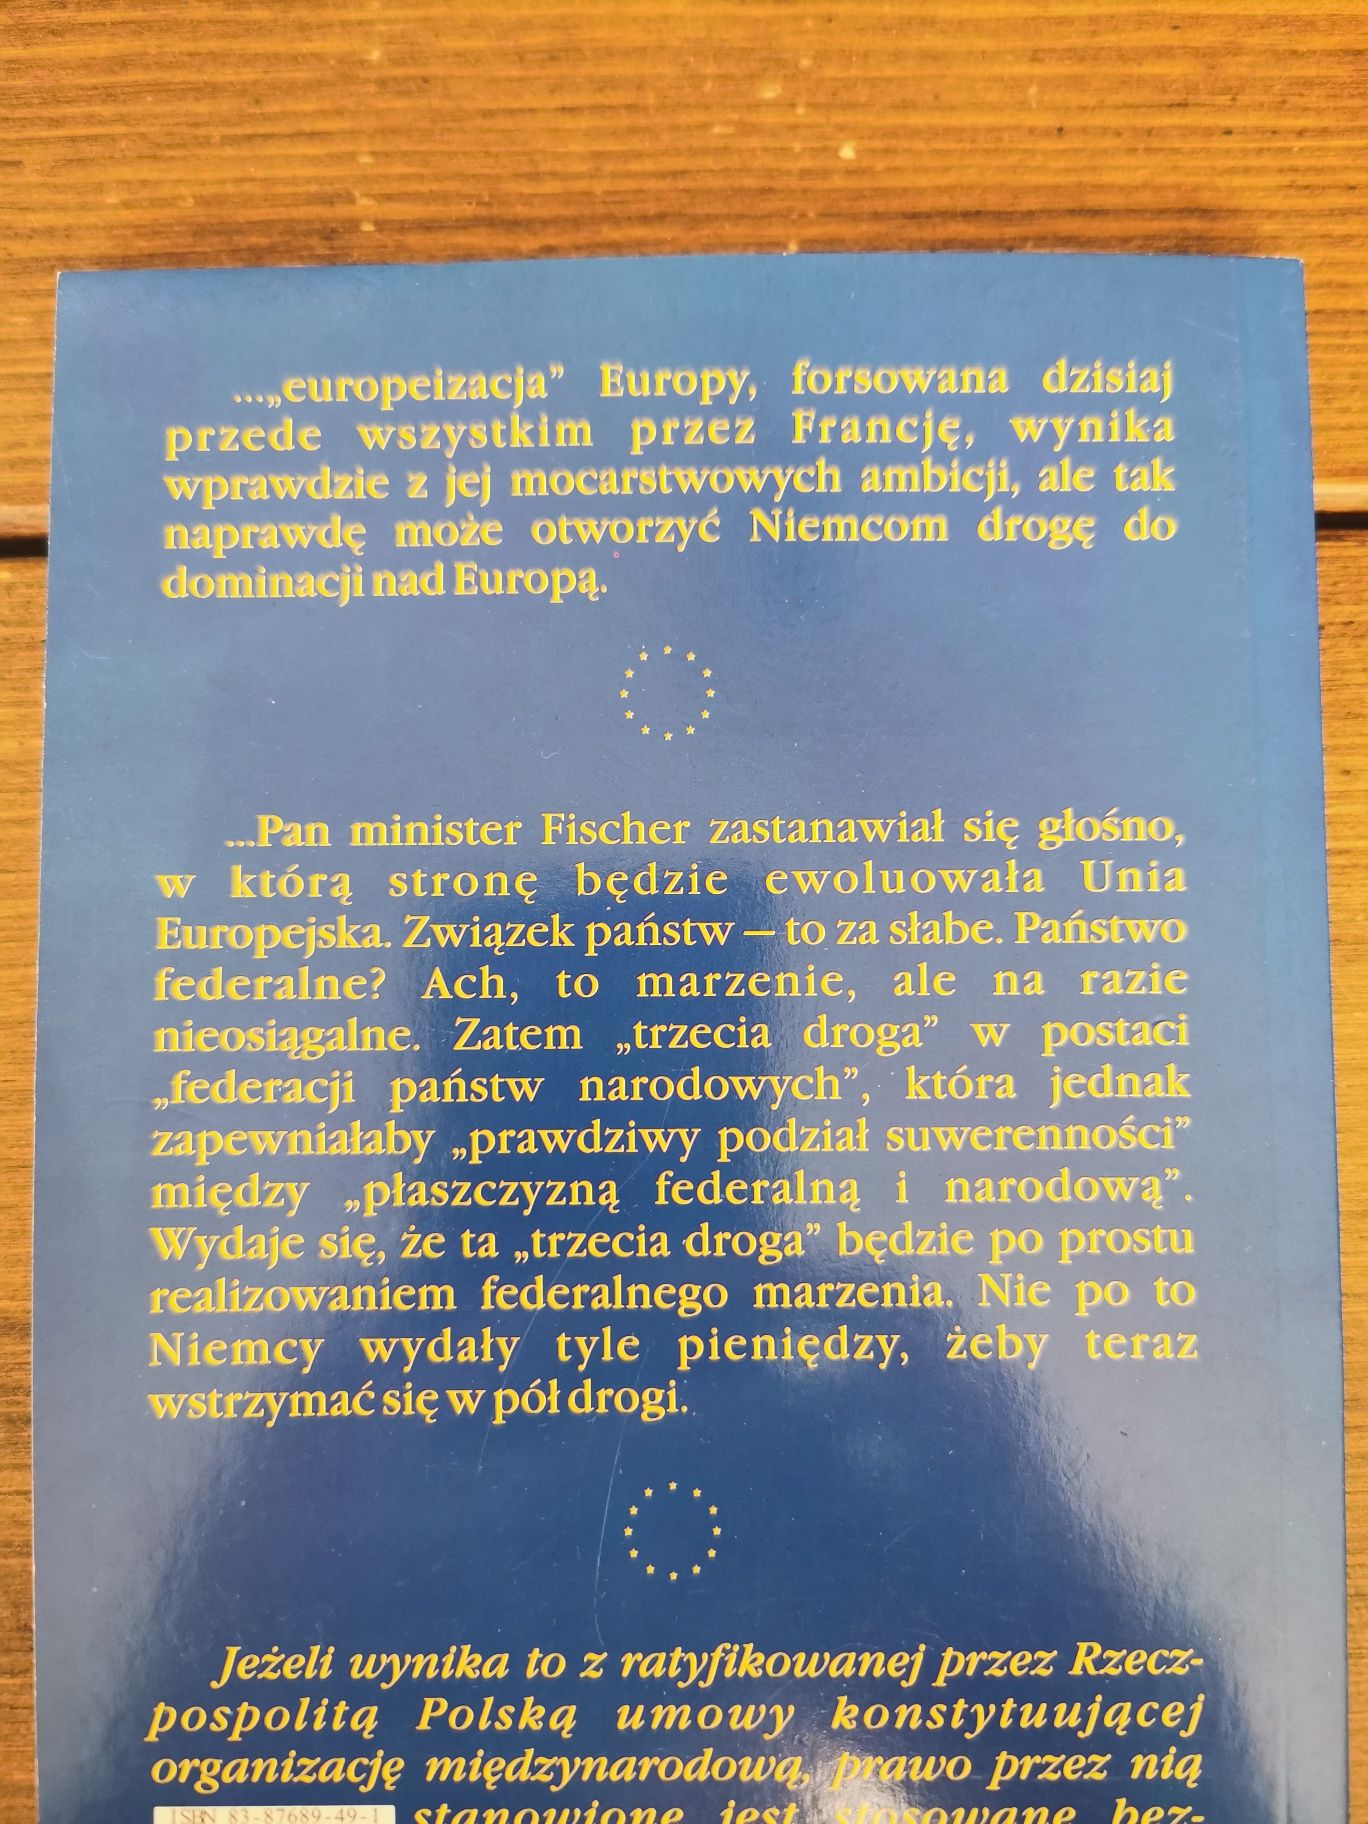 ...„europeizacja” Europy, forsowana dzisiaj
przede wszystkim przez Francję, wynika
wprawdzie z jej mocarstwowych ambicji, ale tak
naprawdę może otworzyć Niemcom drogę do
dominacji nad Europą.
...Pan minister Fischer zastanawiał się głośno,
w którą stronę będzie ewoluowała Unia
Europejska. Związek państw – to za słabe. Państwo
federalne? Ach, to marzenie, ale na razie
nieosiągalne. Zatem „trzecia droga” w postaci
„federacji państw narodowych”, która jednak
zapewniałaby „prawdziwy podział suwerenności”
między „płaszczyzną federalną i narodową”.
Wydaje się, że ta „trzecia droga” będzie po prostu
realizowaniem federalnego marzenia. Nie po to
Niemcy wydały tyle pieniędzy, żeby teraz
wstrzymać się w pół drogi.
Jeżeli wynika to z ratyfikowanej przez Rzecz-
pospolitą Polską umowy konstytuującej
organizację międzynarodową, prawo przez nią
stanowione jest stosowane bez-
ISBN 83-87689-49-1